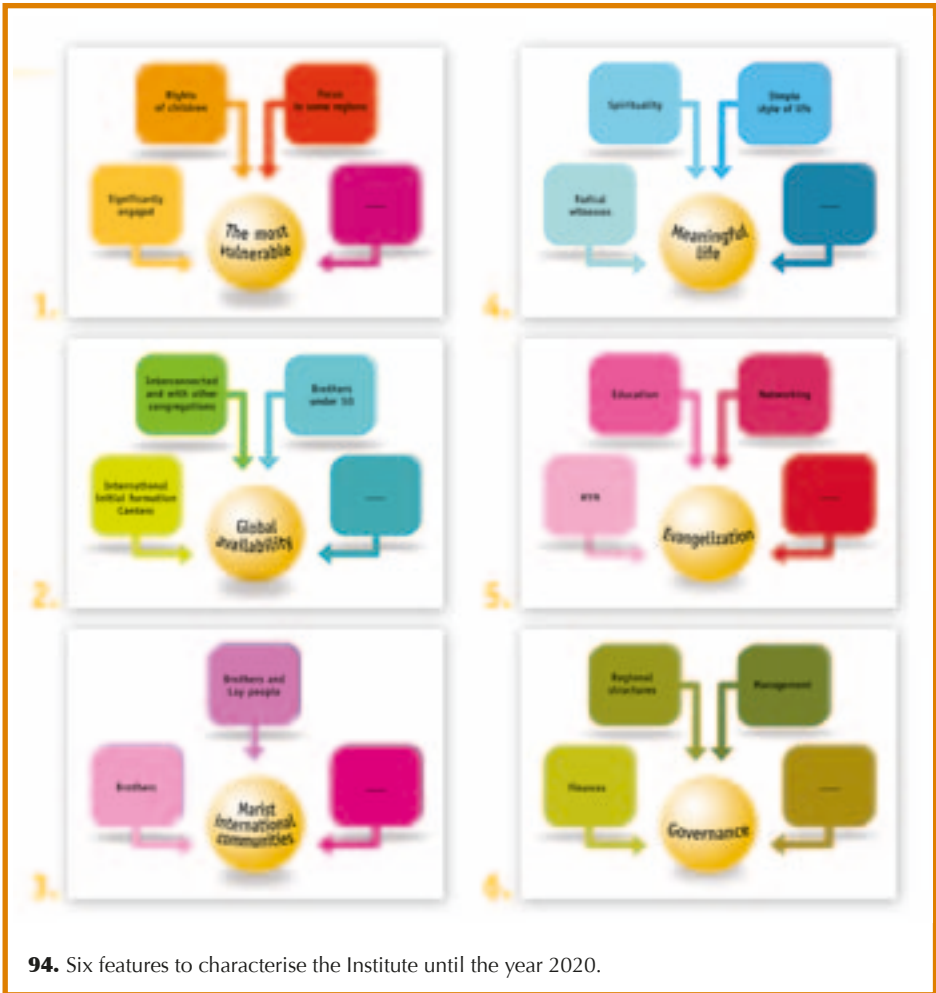 Rights
of children
Focus
in some regions
Significantly
engaged
The most
vulnerable
1.
Interconnected
and with other
congregations
Brothers
under 50
International
Initial formation
Centers
Global
availability
2.
Brothers and
Lay people
Brothers
Marist
international
communities
3.
Spirituality
Simple
style of life
Radical
witnesses
Meaningful
life
4.
Education
Networking
Evangelization
5.
Regional
structures
Management
Finances
Governance
6.
94. Six features to characterise the Institute until the year 2020.